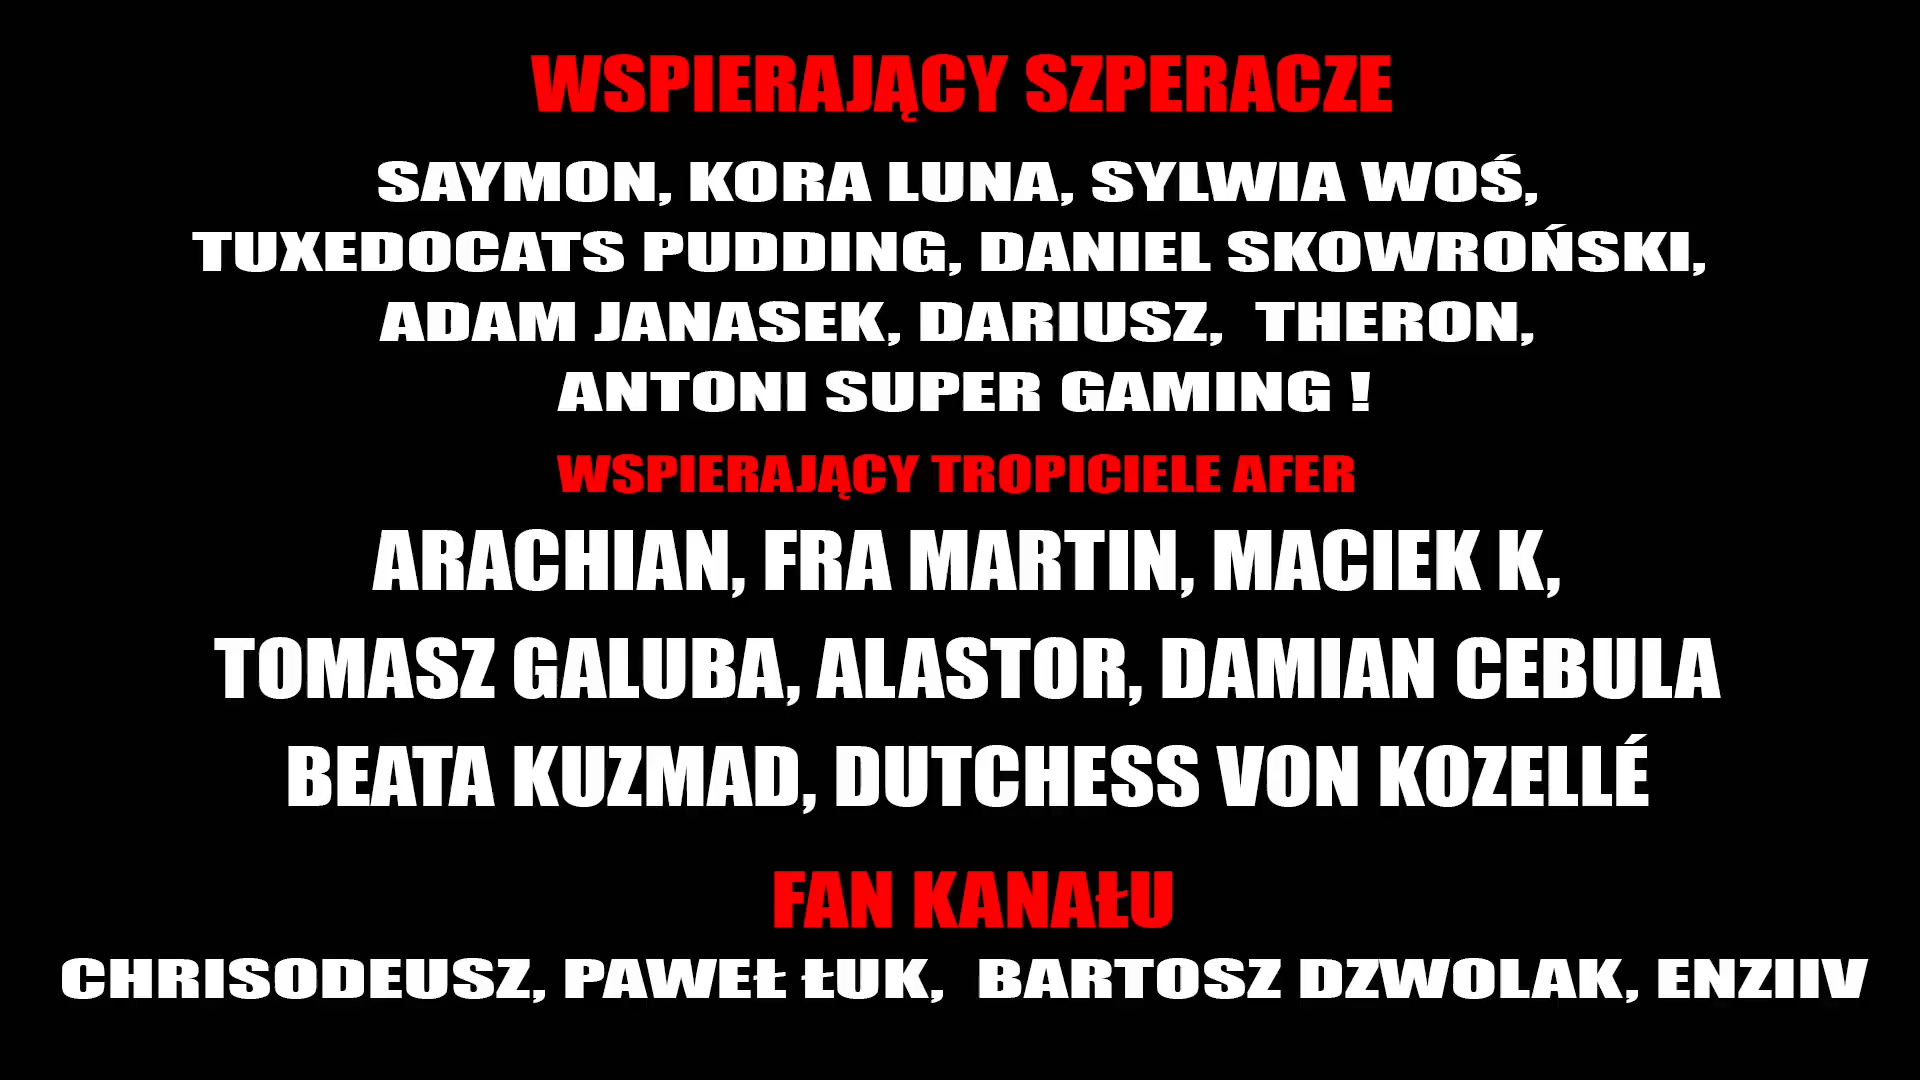 WSPIERAJĄCY SZPERACZE
SAYMON, KORA LUNA, SYLWIA WOŚ,
TUXEDOCATS PUDDING, DANIEL SKOWROŃSKI,
ADAM JANASEK, DARIUSZ, THERON,
ANTONI SUPER GAMING !
WSPIERAJĄCY TROPICIELE AFER
ARACHIAN, FRA MARTIN, MACIEK K,
TOMASZ GALUBA, ALASTOR, DAMIAN CEBULA
BEATA KUZMAD, DUTCHESS VON KOZELLÉ
FAN KANAŁU
CHRISODEUSZ, PAWEŁ ŁUK, BARTOSZ DZWOLAK, ENZIIV